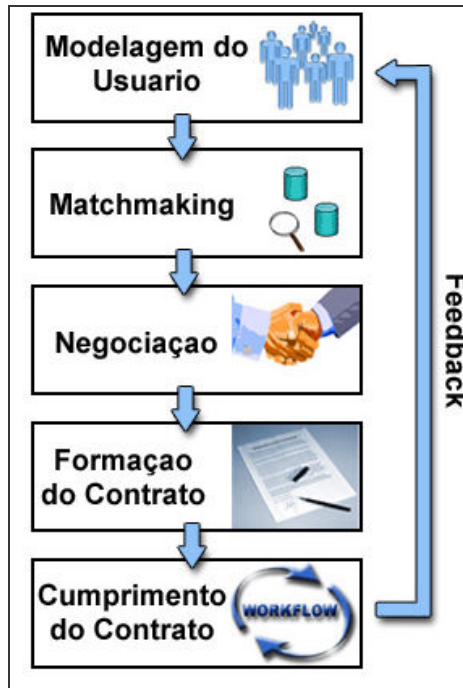 Modelagem do
Usuario
Matchmaking
Negociaçao
Formaçao
do Contrato
Cumprimento
do Contrato
WORKFLOW
Feedback